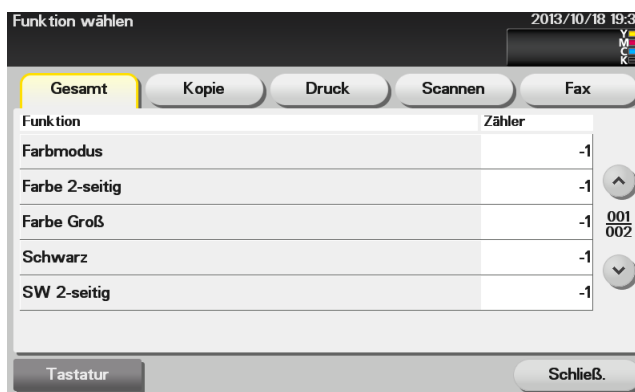 Funktion wählen 2013/10/18 19:3
Y
M
C
K
Gesamt Kopie Druck Scannen Fax
Funktion Zähler
Farbmodus -1
Farbe 2-seitig -1
Farbe Groß -1
001
002
Schwarz -1
SW 2-seitig -1
Tastatur Schließ.